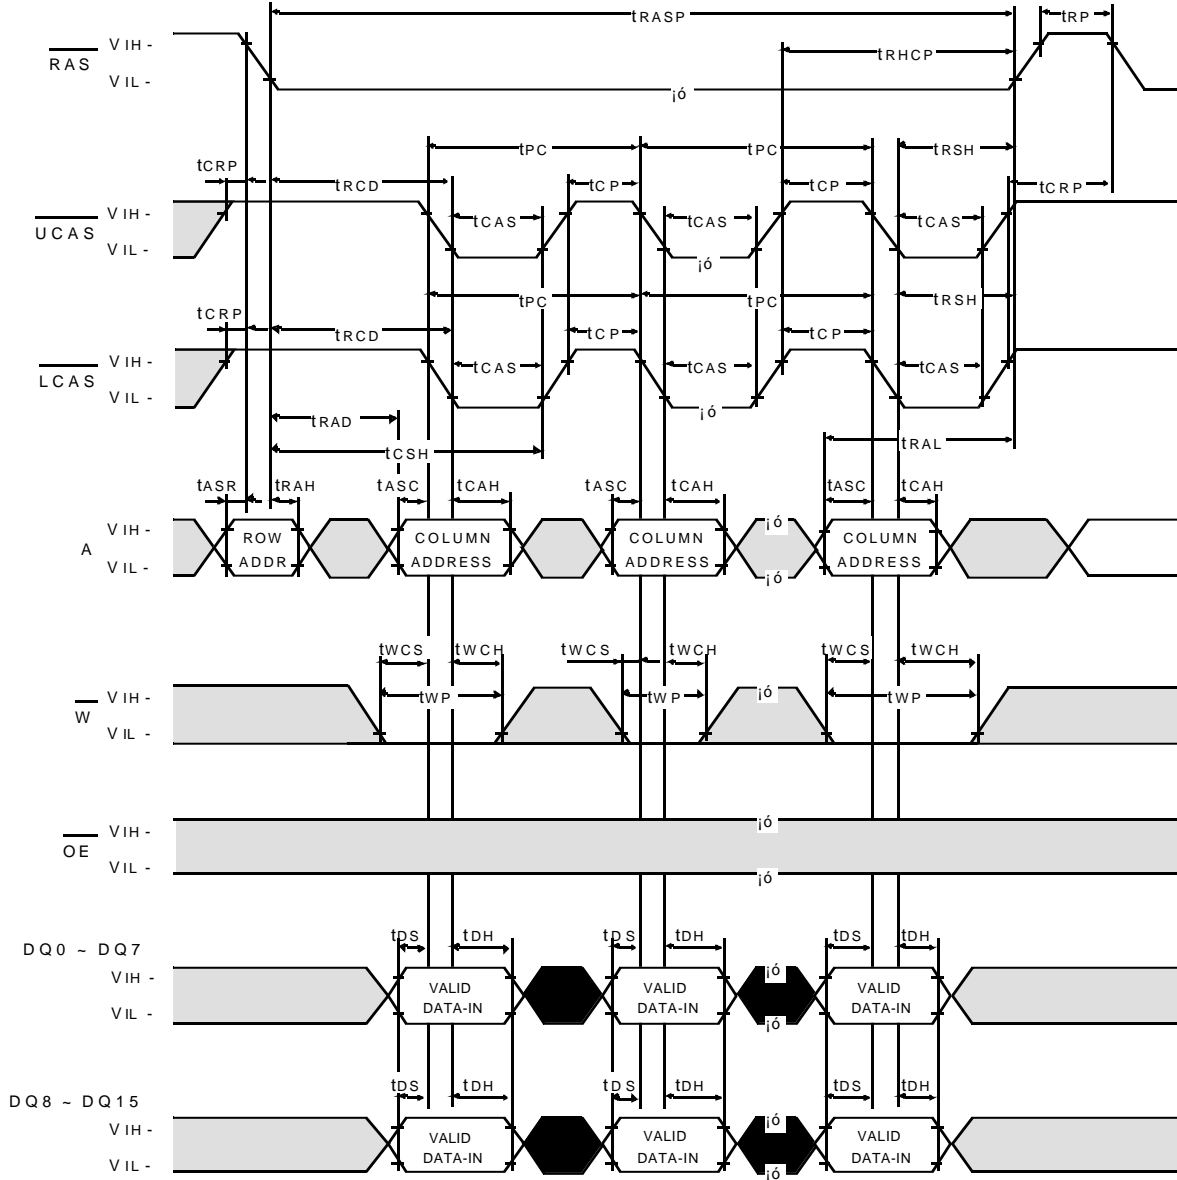 tRASP tRP
RAS VIH - tRHCP
VIL - ¡ó
tPC tPC tRSH
tCRP tRCD tCP tCP tCRP
UCAS VIH - tCAS tCAS tCAS
VIL - ¡ó
tPC tPC tRSH
tCRP tRCD tCP tCP
LCAS VIH - tCAS tCAS tCAS
VIL - ¡ó
tRAD
tCSH tRAL
tASR tRAH tASC tCAH tASC tCAH tASC tCAH
A VIH - ROW COLUMN COLUMN ¡ó COLUMN
VIL - ADDR ADDRESS ADDRESS ¡ó ADDRESS
tWCS tWCH tWCS tWCH tWCS tWCH
W VIH - tWP tWP ¡ó tWP
VIL -
OE VIH - ¡ó
VIL - ¡ó
DQ0 ~ DQ7 tDS tDH tDS tDH tDS tDH
VIH - VALID VALID ¡ó VALID
VIL - DATA-IN DATA-IN ¡ó DATA-IN
DQ8 ~ DQ15 tDS tDH tDS tDH tDS tDH
VIH - VALID VALID ¡ó VALID
VIL - DATA-IN DATA-IN ¡ó DATA-IN